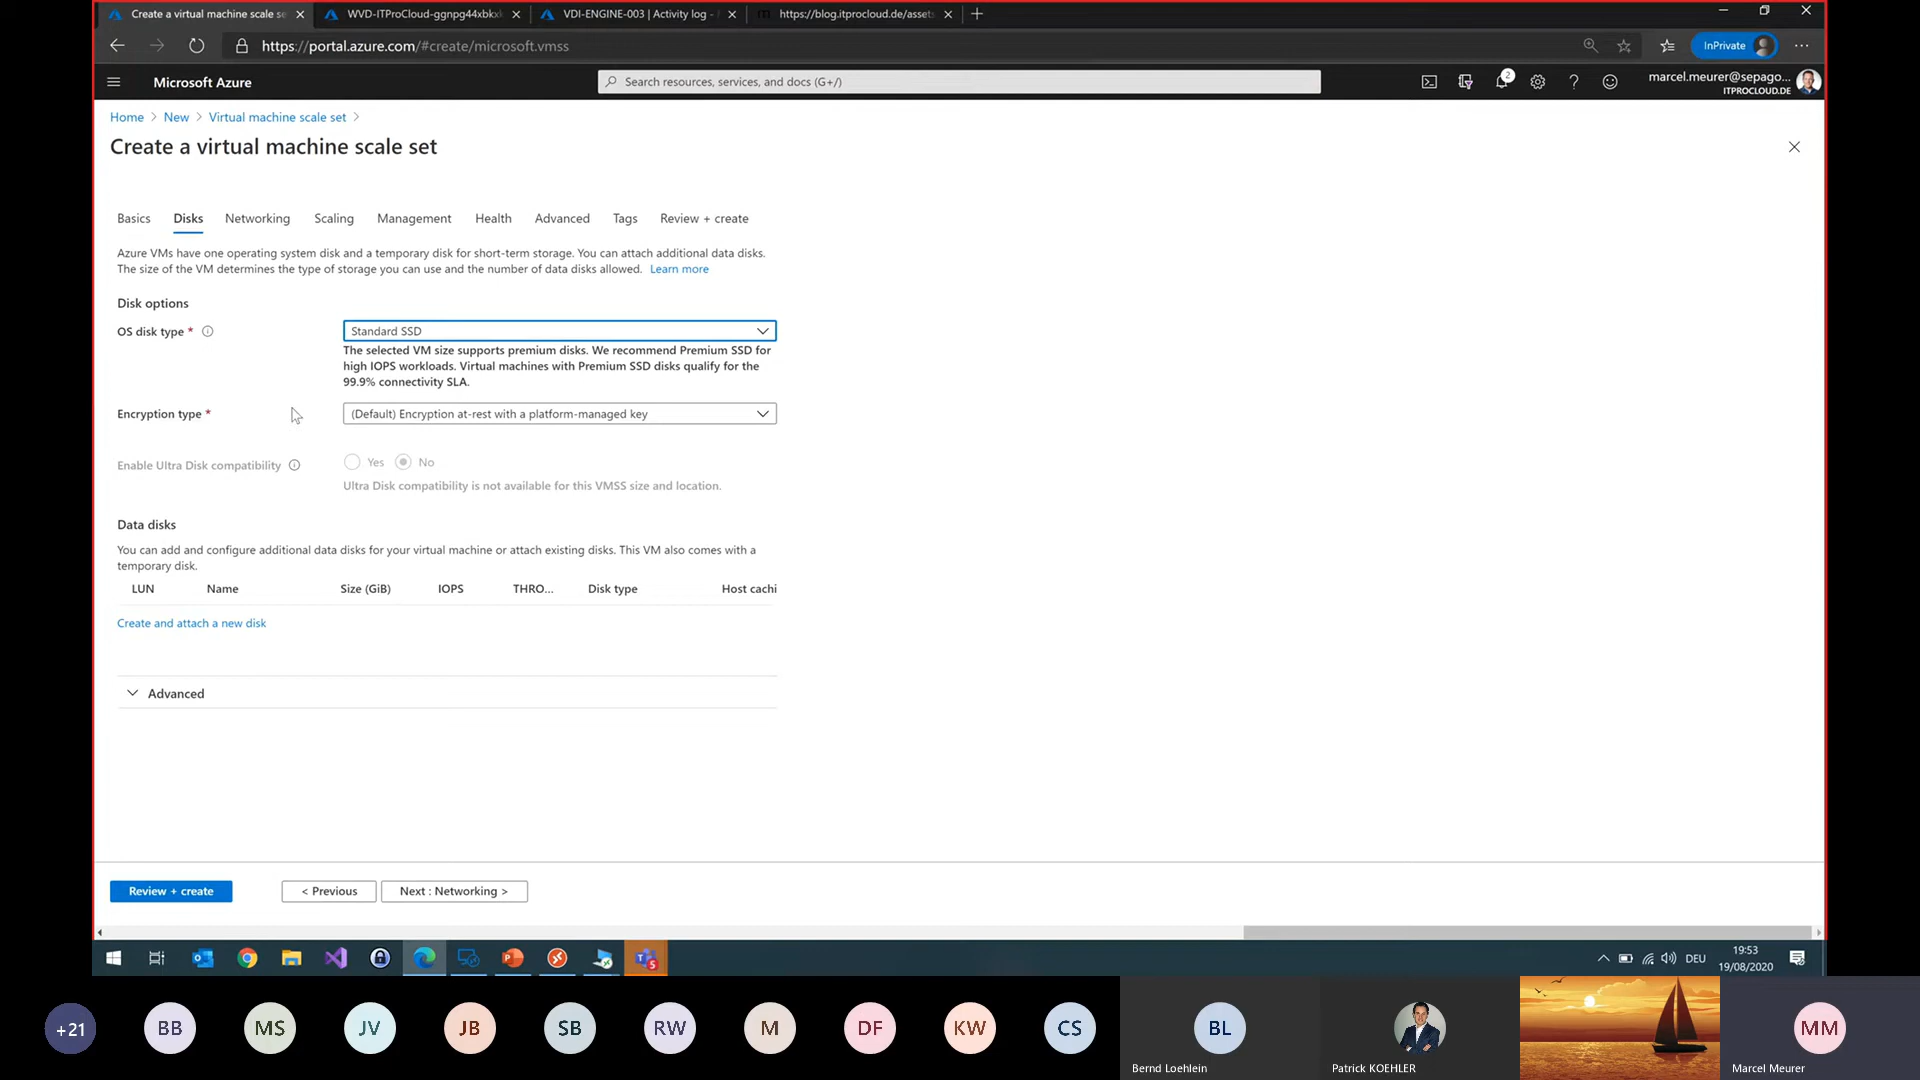 Create a virtual machine scale se
WVD-ITProCloud-ggnpg44xbkx
VDI-ENGINE-003 | Activity log -
https://blog.itprocloud.de/asset
https://portal.azure.com/#create/microsoft.vmss
InPrivate
Microsoft Azure
Search resources, services, and docs (G+/)
2
marcel.meurer@sepago...
ITPROCLOUD.DE
Home > New > Virtual machine scale set >
Create a virtual machine scale set
Basics
Disks
Networking
Scaling
Management
Health
Advanced
Tags
Review + create
Azure VMs have one operating system disk and a temporary disk for short-term storage. You can attach additional data disks.
The size of the VM determines the type of storage you can use and the number of data disks allowed. Learn more
Disk options
OS disk type *
Standard SSD
The selected VM size supports premium disks. We recommend Premium SSD for
high IOPS workloads. Virtual machines with Premium SSD disks qualify for the
99.9% connectivity SLA.
Encryption type *
(Default) Encryption at-rest with a platform-managed key
Enable Ultra Disk compatibility
Yes
No
Ultra Disk compatibility is not available for this VMSS size and location.
Data disks
You can add and configure additional data disks for your virtual machine or attach existing disks. This VM also comes with a
temporary disk.
LUN
Name
Size (GiB)
IOPS
THRO...
Disk type
Host cachi
Create and attach a new disk
Advanced
Review + create
< Previous
Next : Networking >
DEU
19:53
19/08/2020
+21
BB
MS
JV
JB
SB
RW
M
DF
KW
CS
BL
Bernd Loehlein
Patrick KOEHLER
MM
Marcel Meurer